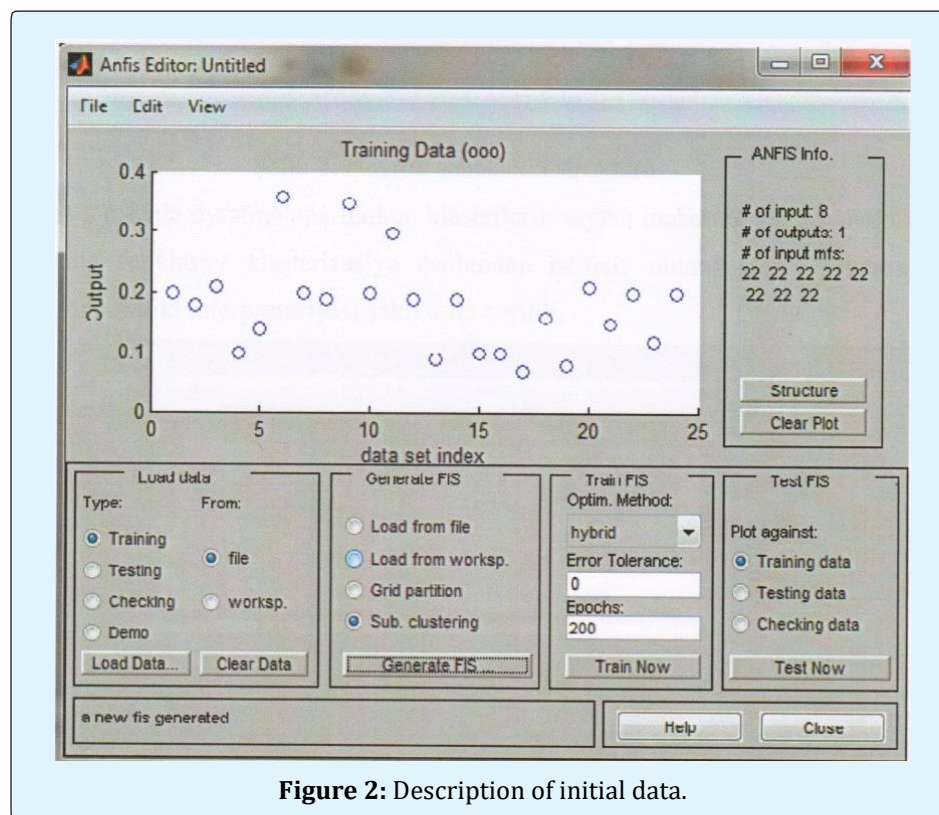 Anfis Editor: Untitled
File Edit View
Training Data (ooo)
0.4
0.3
0.2
0.1
0
Output
0 5 10 15 20 25
data set index
ANFIS Info.
# of input: 8
# of outputs: 1
# of input mfs:
22 22 22 22 22
22 22 22
Structure
Clear Plot
Load data
Type: From:
Training
file
Testing
Checking
worksp.
Demo
Load Data... Clear Data
Generate FIS
Load from file
Load from worksp.
Grid partition
Sub. clustering
Generate FIS ...
Train FIS
Optim. Method:
hybrid
Error Tolerance:
0
Epochs:
200
Train Now
Test FIS
Plot against:
Training data
Testing data
Checking data
Test Now
a new fis generated
Help Close
Figure 2: Description of initial data.